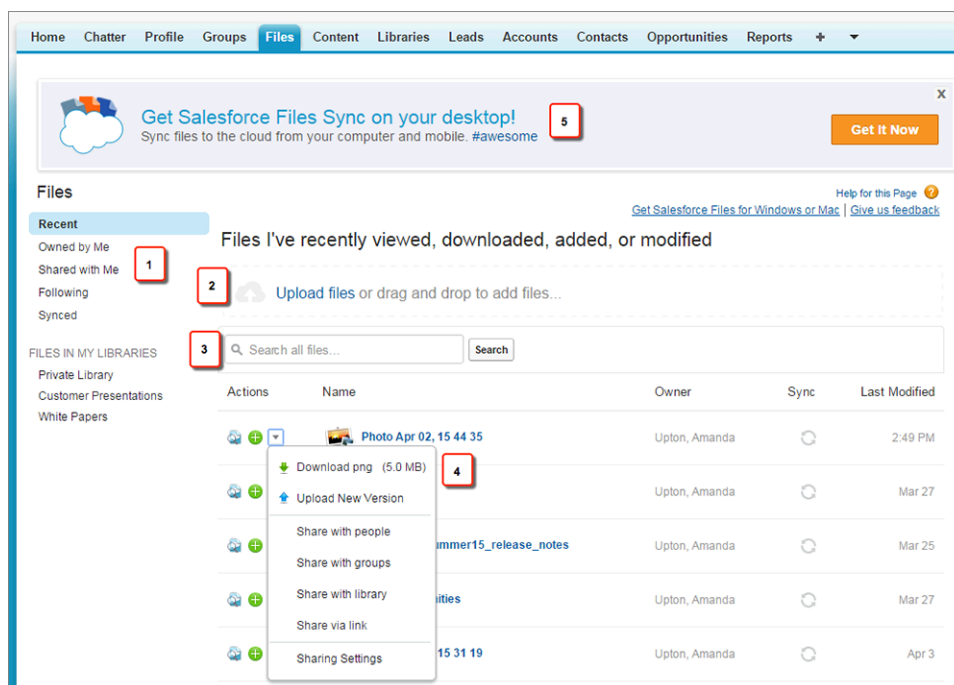 Home Chatter Profile Groups Files Content Libraries Leads Accounts Contacts Opportunities Reports +
x
Get Salesforce Files Sync on your desktop!
Sync files to the cloud from your computer and mobile. #awesome
5
Get It Now
Files
Help for this Page ?
Get Salesforce Files for Windows or Mac | Give us feedback
Recent
Owned by Me
Shared with Me
Following
Synced
1
FILES IN MY LIBRARIES
Private Library
Customer Presentations
White Papers
Files I've recently viewed, downloaded, added, or modified
2
Upload files or drag and drop to add files...
3
Search all files... Search
Actions Name Owner Sync Last Modified
Photo Apr 02, 15 44 35 Upton, Amanda 2:49 PM
Download png (5.0 MB)
4
Upload New Version
Upton, Amanda Mar 27
Share with people
ummer15_release_notes Upton, Amanda Mar 25
Share with groups
Share with library
nities Upton, Amanda Mar 27
Share via link
Sharing Settings
15 31 19 Upton, Amanda Apr 3